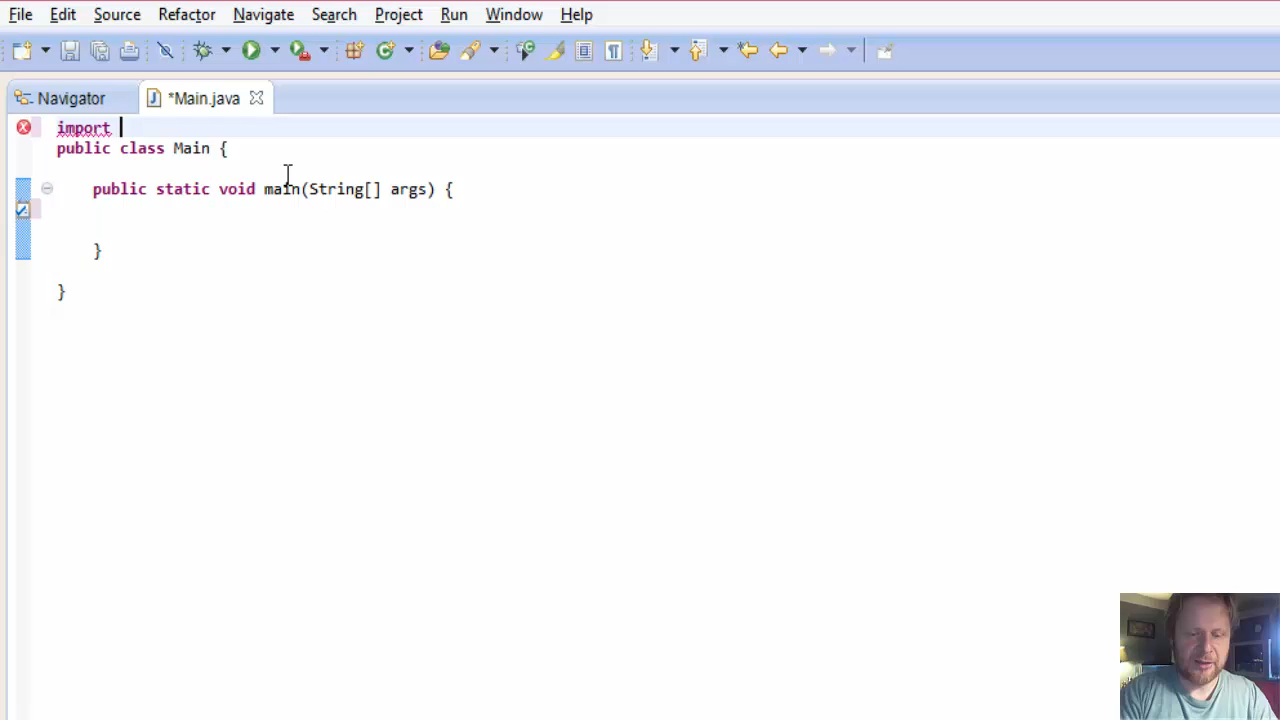 File Edit Source Refactor Navigate Search Project Run Window Help
Navigator *Main.java
import
public class Main {
public static void main(String[] args) {
}
}